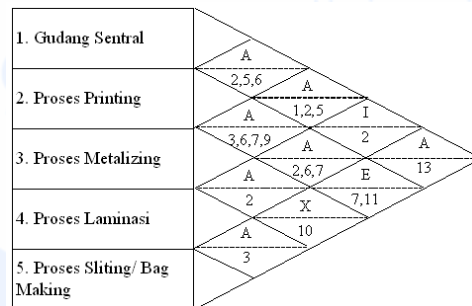 1. Gudang Sentral
A
2,5,6
A
2. Proses Printing
1,2,5
A
I
3,6,7,9
2
A
A
3. Proses Metalizing
2,6,7
13
A
E
2
7,11
X
4. Proses Laminasi
10
A
3
5. Proses Sliting/ Bag
Making